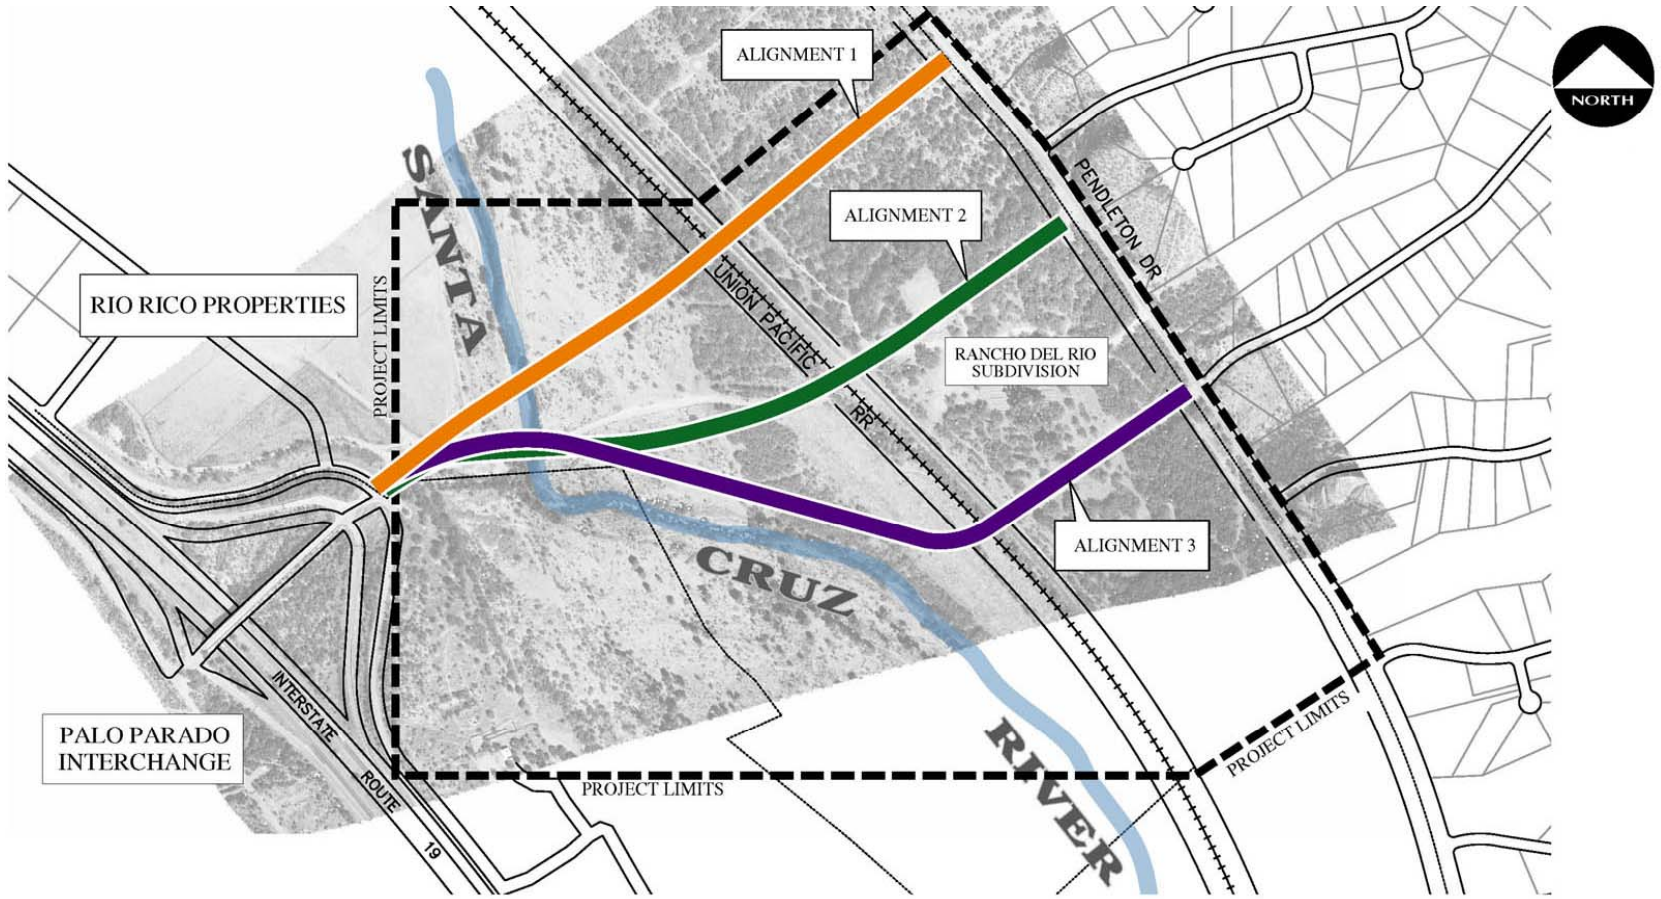 ALIGNMENT 1
NORTH
SANTA
PENDLETON DR
ALIGNMENT 2
RIO RICO PROPERTIES
PROJECT LIMITS
UNION PACIFIC
RR
RANCHO DEL RIO
SUBDIVISION
ALIGNMENT 3
CRUZ
INTERSTATE
ROUTE
19
PALO PARADO
INTERCHANGE
RIVER
PROJECT LIMITS
PROJECT LIMITS